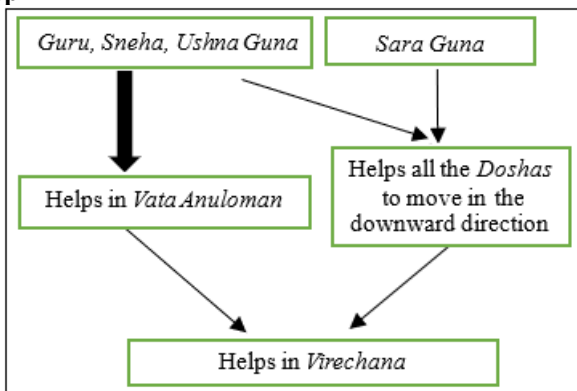 Guru, Sneha, Ushna Guna
Sara Guna
Helps in Vata Anuloman
Helps all the Doshas
to move in the
downward direction
Helps in Virechana